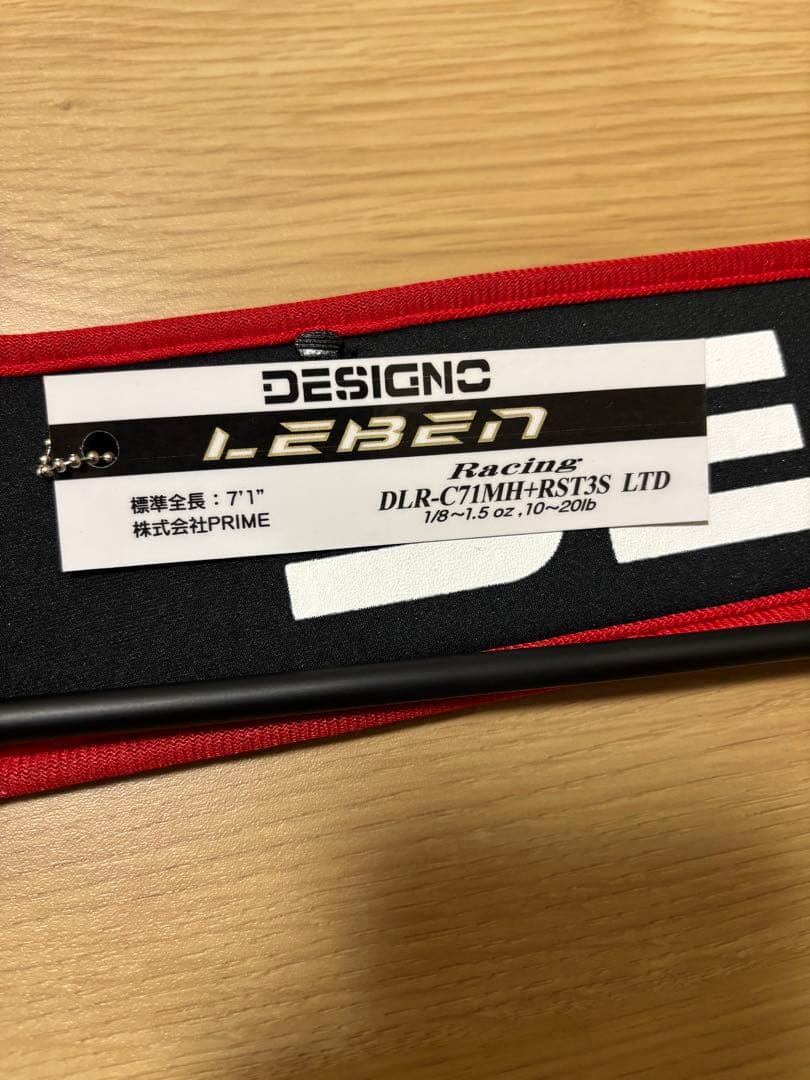 DESIGNO
LEBEN
Racing
標準全長：7'1"
DLR-C71MH+RST3S LTD
株式会社PRIME
1/8～1.5 oz ,10～20lb